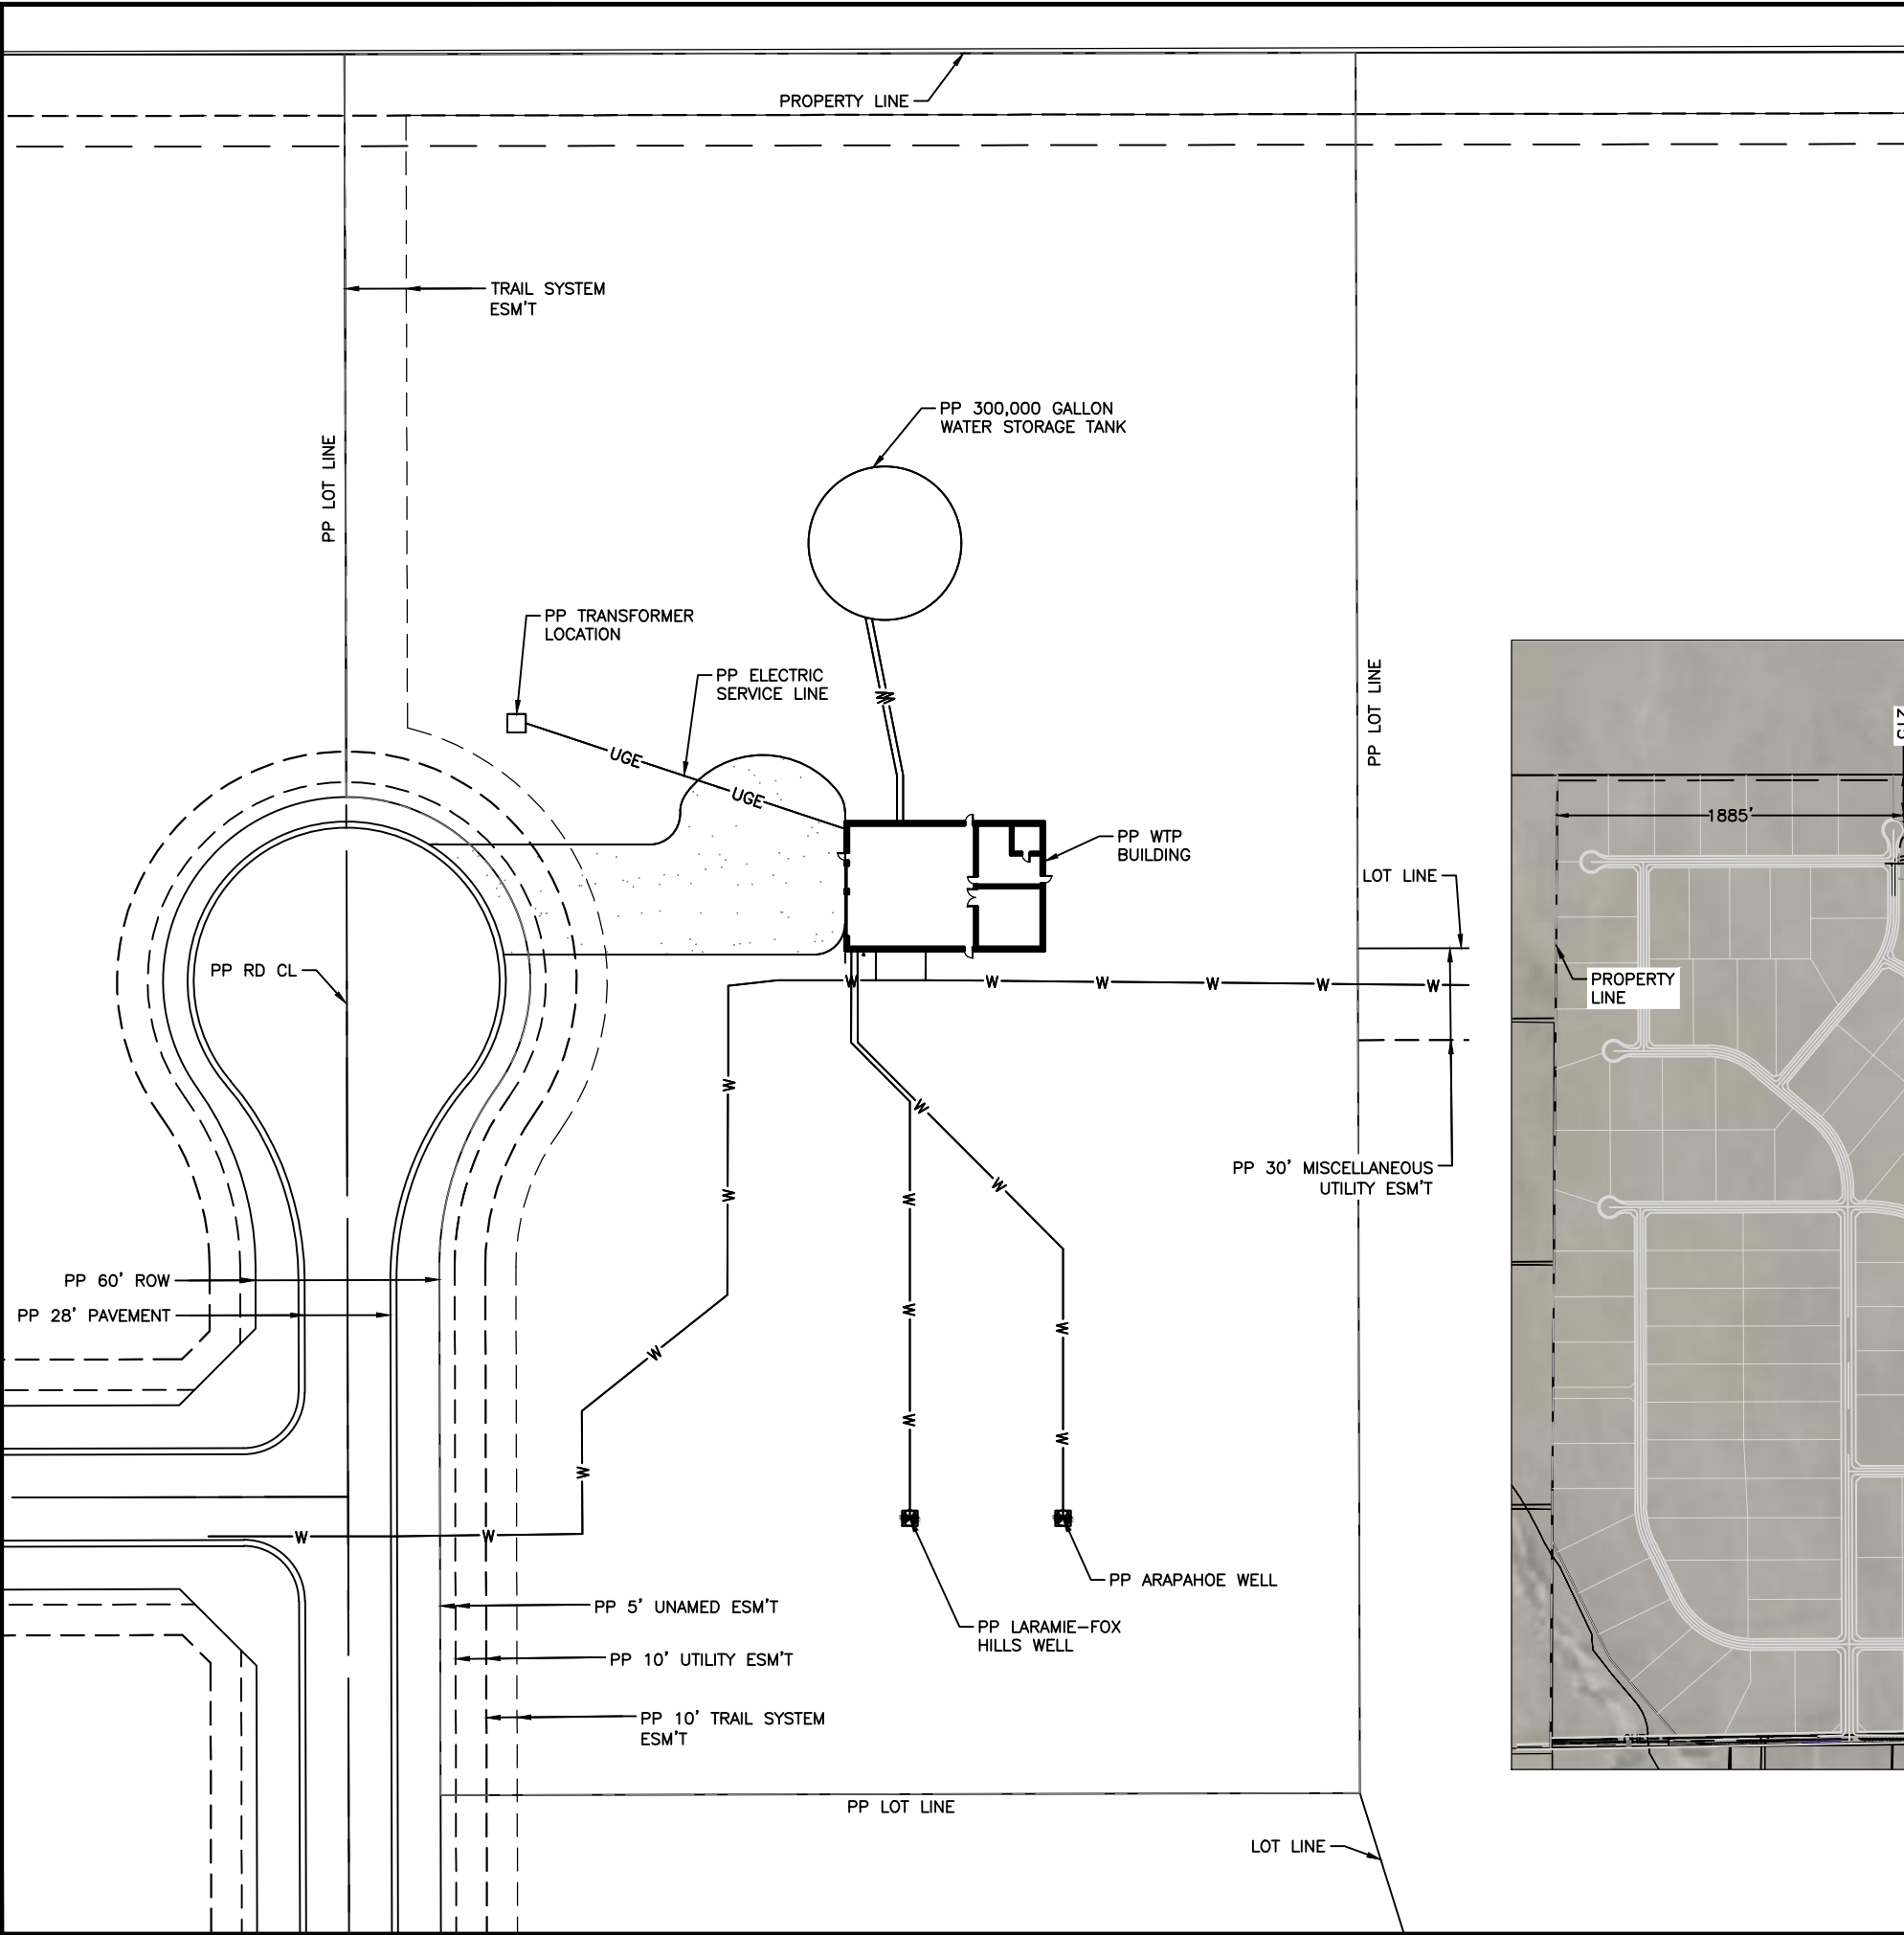 PROPERTY LINE
TRAIL SYSTEM
ESM'T
PP LOT LINE
PP 300,000 GALLON
WATER STORAGE TANK
PP TRANSFORMER
LOCATION
PP ELECTRIC
SERVICE LINE
UGE
UGE
W
PP LOT LINE
PP WTP
BUILDING
LOT LINE
1885'
PP RD CL
PROPERTY
LINE
W
W
W
W
W
W
W
W
W
W
PP 30' MISCELLANEOUS
UTILITY ESM'T
W
W
PP 60' ROW
PP 28' PAVEMENT
W
W
W
W
W
W
W
W
PP ARAPAHOE WELL
PP 5' UNAMED ESM'T
PP LARAMIE-FOX
HILLS WELL
PP 10' UTILITY ESM'T
PP 10' TRAIL SYSTEM
ESM'T
PP LOT LINE
LOT LINE